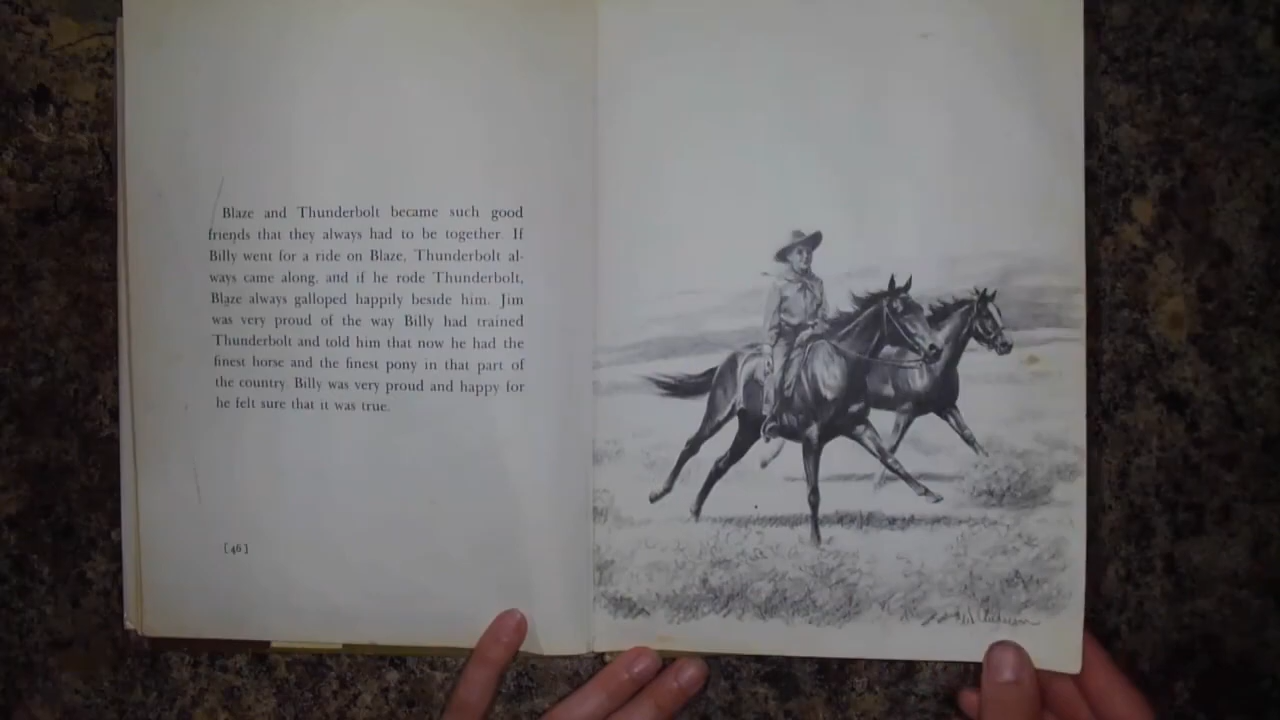 Blaze and Thunderbolt became such good
friends that they always had to be together. If
Billy went for a ride on Blaze, Thunderbolt al-
ways came along, and if he rode Thunderbolt,
Blaze always galloped happily beside him. Jim
was very proud of the way Billy had trained
Thunderbolt and told him that now he had the
finest horse and the finest pony in that part of
the country. Billy was very proud and happy for
he felt sure that it was true.
[46]